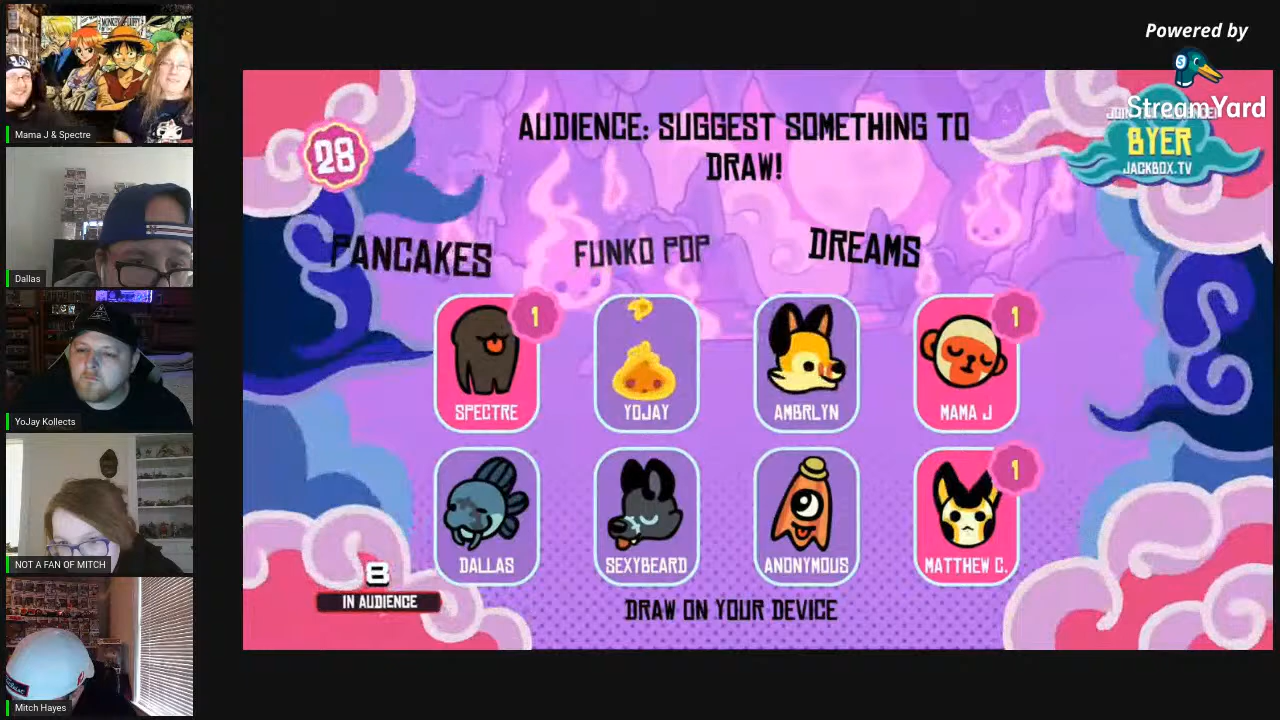 Powered by
StreamYard
BYER
JACKBOX.TV
28
AUDIENCE: SUGGEST SOMETHING TO
DRAW!
PANCAKES
FUNKO POP
DREAMS
1
1
SPECTRE
YOJAY
AMBRLYN
MAMA J
1
DALLAS
SEXYBEARD
ANONYMOUS
MATTHEW C.
8
IN AUDIENCE
DRAW ON YOUR DEVICE
Mama J & Spectre
Dallas
YoJay Kollects
NOT A FAN OF MITCH
Mitch Hayes